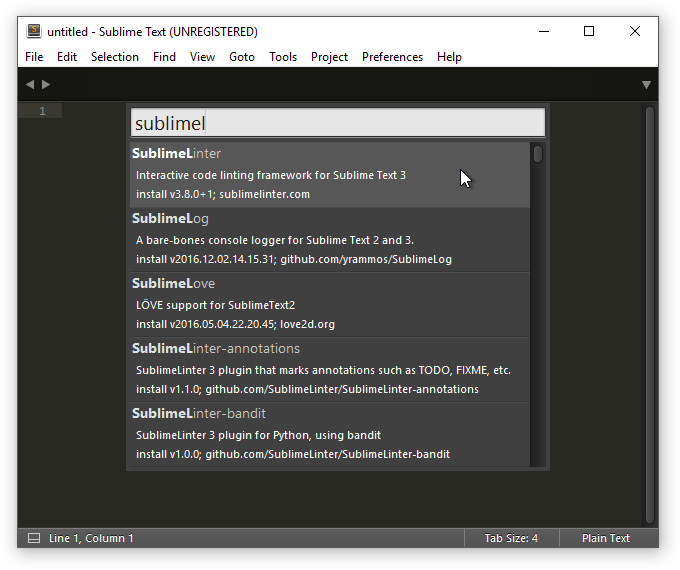 untitled - Sublime Text (UNREGISTERED)
File Edit Selection Find View Goto Tools Project Preferences Help
1
sublimel
SublimeLinter
Interactive code linting framework for Sublime Text 3
install v3.8.0+1; sublimelinter.com
SublimeLog
A bare-bones console logger for Sublime Text 2 and 3.
install v2016.12.02.14.15.31; github.com/yrammos/SublimeLog
SublimeLove
LÖVE support for SublimeText2
install v2016.05.04.22.20.45; love2d.org
SublimeLinter-annotations
SublimeLinter 3 plugin that marks annotations such as TODO, FIXME, etc.
install v1.1.0; github.com/SublimeLinter/SublimeLinter-annotations
SublimeLinter-bandit
SublimeLinter 3 plugin for Python, using bandit
install v1.0.0; github.com/SublimeLinter/SublimeLinter-bandit
Line 1, Column 1 Tab Size: 4 Plain Text